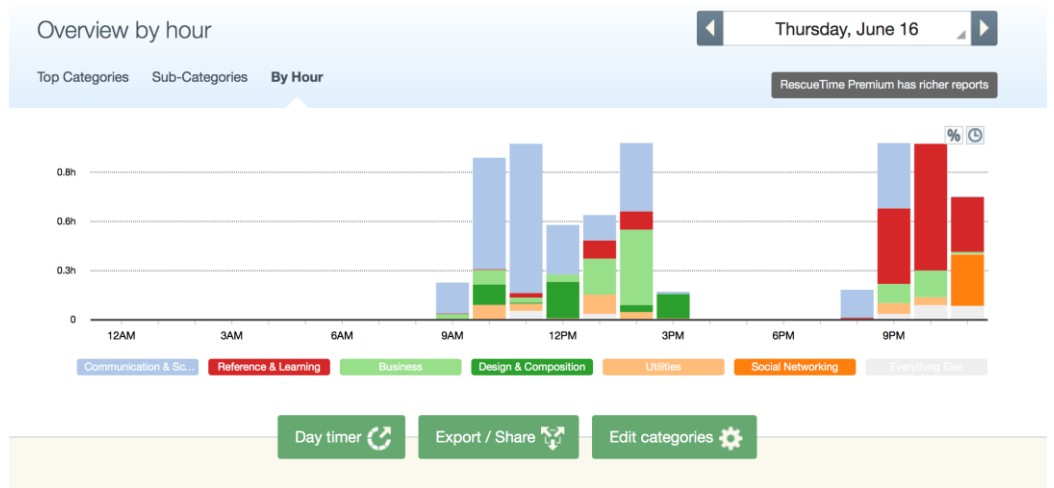 Overview by hour
Thursday, June 16
Top Categories Sub-Categories By Hour
RescueTime Premium has richer reports
%
0.8h
0.6h
0.3h
0
12AM 3AM 6AM 9AM 12PM 3PM 6PM 9PM
Communication & Sc... Reference & Learning Business Design & Composition Utilities Social Networking Everything Else
Day timer Export / Share Edit categories